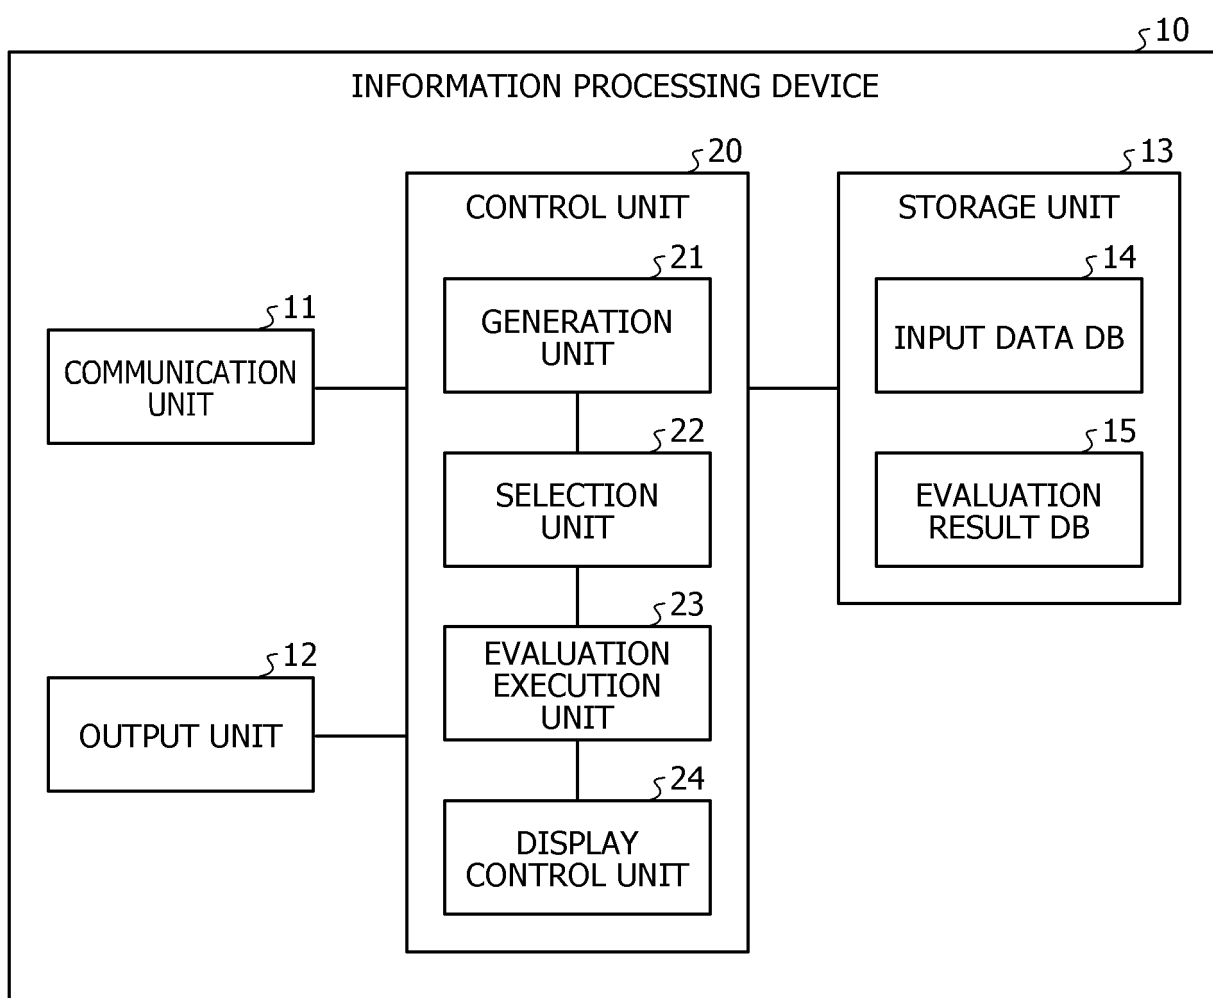 10
INFORMATION PROCESSING DEVICE
20
CONTROL UNIT
13
STORAGE UNIT
21
GENERATION
UNIT
14
INPUT DATA DB
11
COMMUNICATION
UNIT
22
SELECTION
UNIT
15
EVALUATION
RESULT DB
23
EVALUATION
EXECUTION
UNIT
12
OUTPUT UNIT
24
DISPLAY
CONTROL UNIT